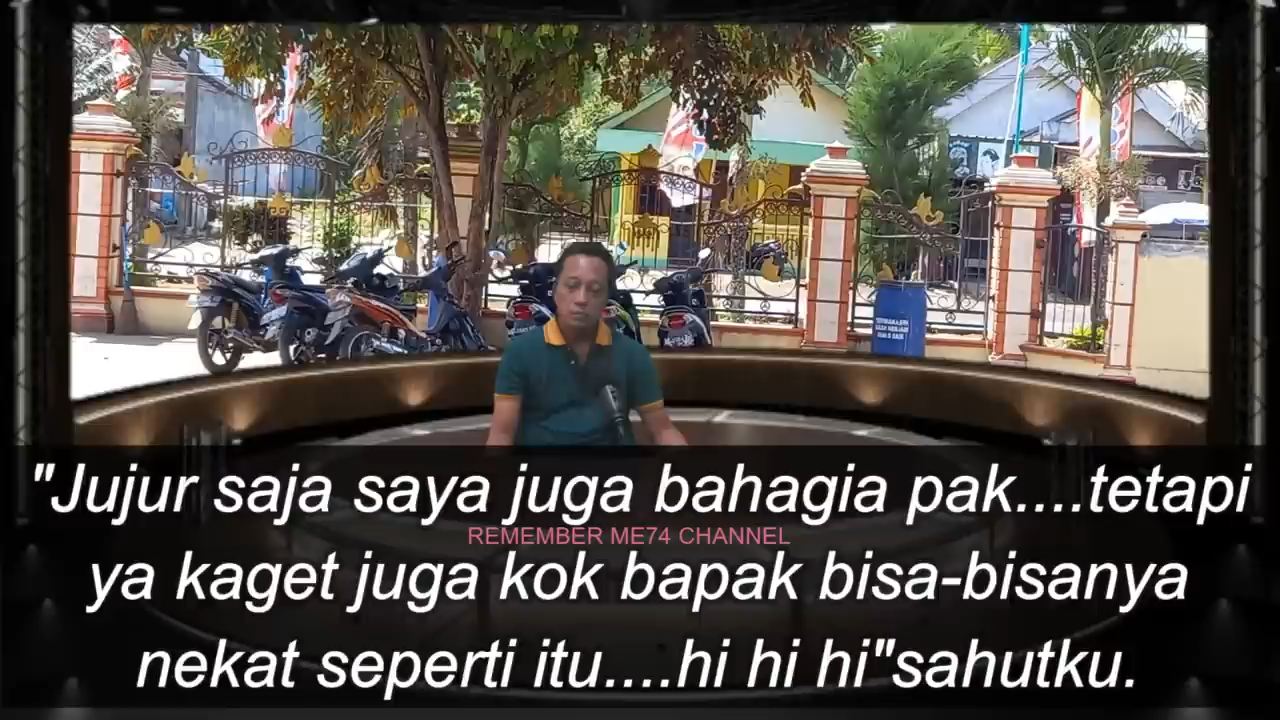 "Jujur saja saya juga bahagia pak....tetapi
REMEMBER ME74 CHANNEL
ya kaget juga kok bapak bisa-bisanya
nekat seperti itu....hi hi hi"sahutku.